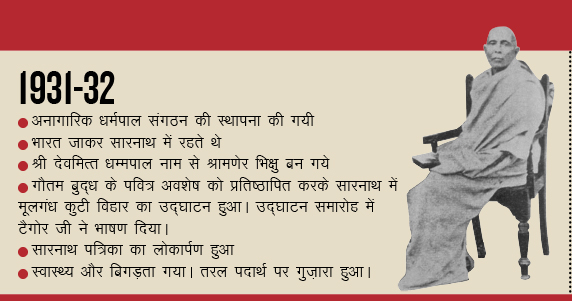 1931-32
अनागारिक धर्मपाल संगठन की स्थापना की गयी
भारत जाकर सारनाथ में रडते थे
श्री देवमित्त धम्मपाल नाम से श्रामणेर भिक्षु बन गये
गौतम बुद्ध के पवित्र अवशेष को प्रतिष्ठापित करके सारनाथ में
मूलगंध कुटी विहार का उद्घाटन हुआ। उद्घाटन समारोड में
टैगोर जी ने भाषण दिया।
सारनाथ पत्रिका का लोकार्पण हुआ
स्वास्थ्य और बिगड़ता गया। तरल पदार्थ पर गुज़ारा हुआ।